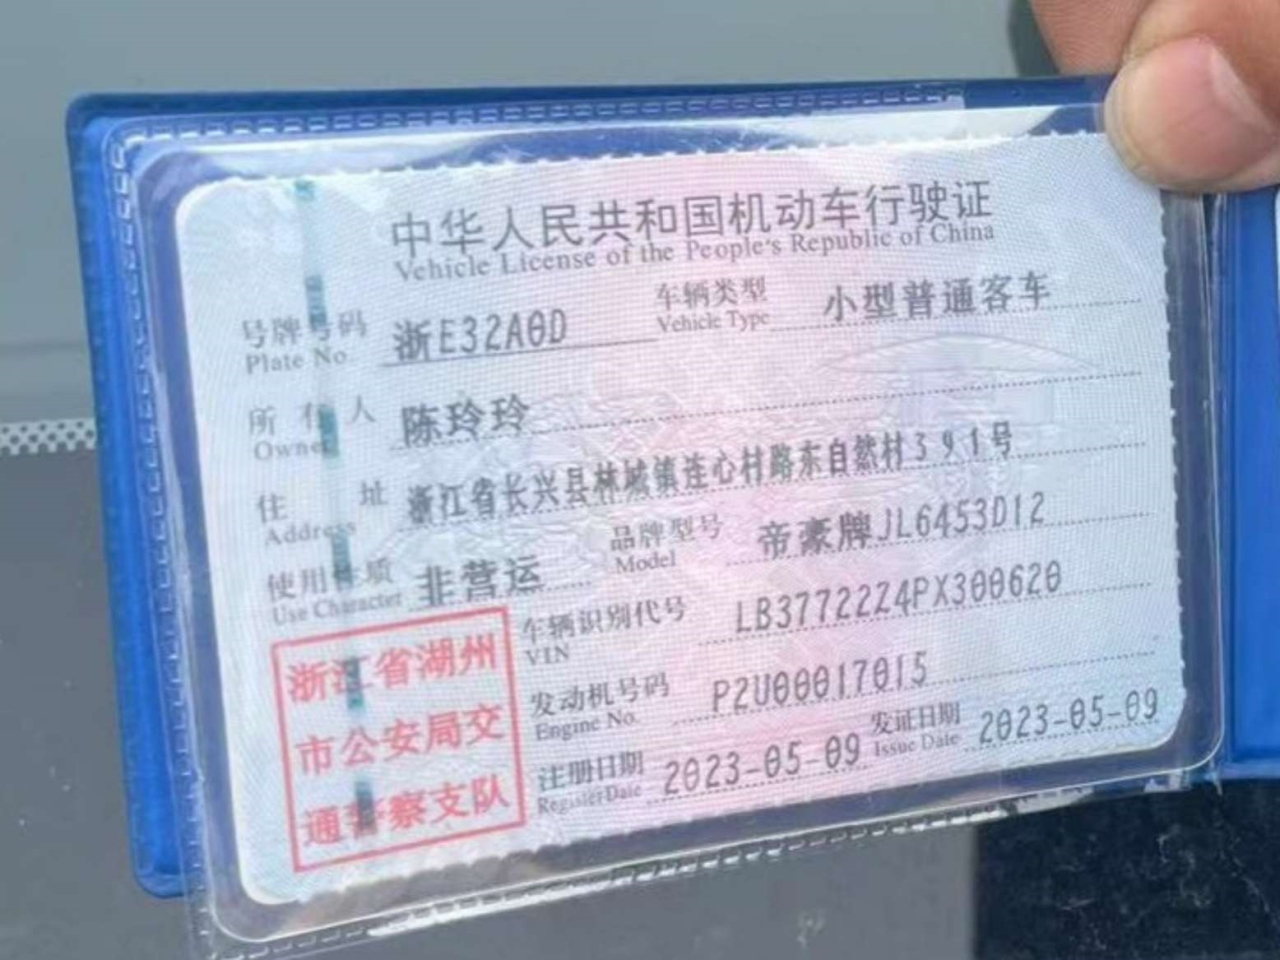 中华人民共和国机动车行驶证
Vehicle License of the People's Republic of China
号牌号码 浙E32A0D 车辆类型 小型普通客车
Plate No. Vehicle Type
所有人 陈玲玲
Owner
住址 浙江省长兴县林城镇连心村路东自然村391号
Address
使用性质 非营运 品牌型号 帝豪牌JL6453D12
Use Character Model
车辆识别代号 LB377222Z4PX300620
VIN
发动机号码 P2U00017015
Engine No.
注册日期 2023-05-09 发证日期 2023-05-09
Register Date Issue Date
浙江省湖州
市公安局交
通警察支队